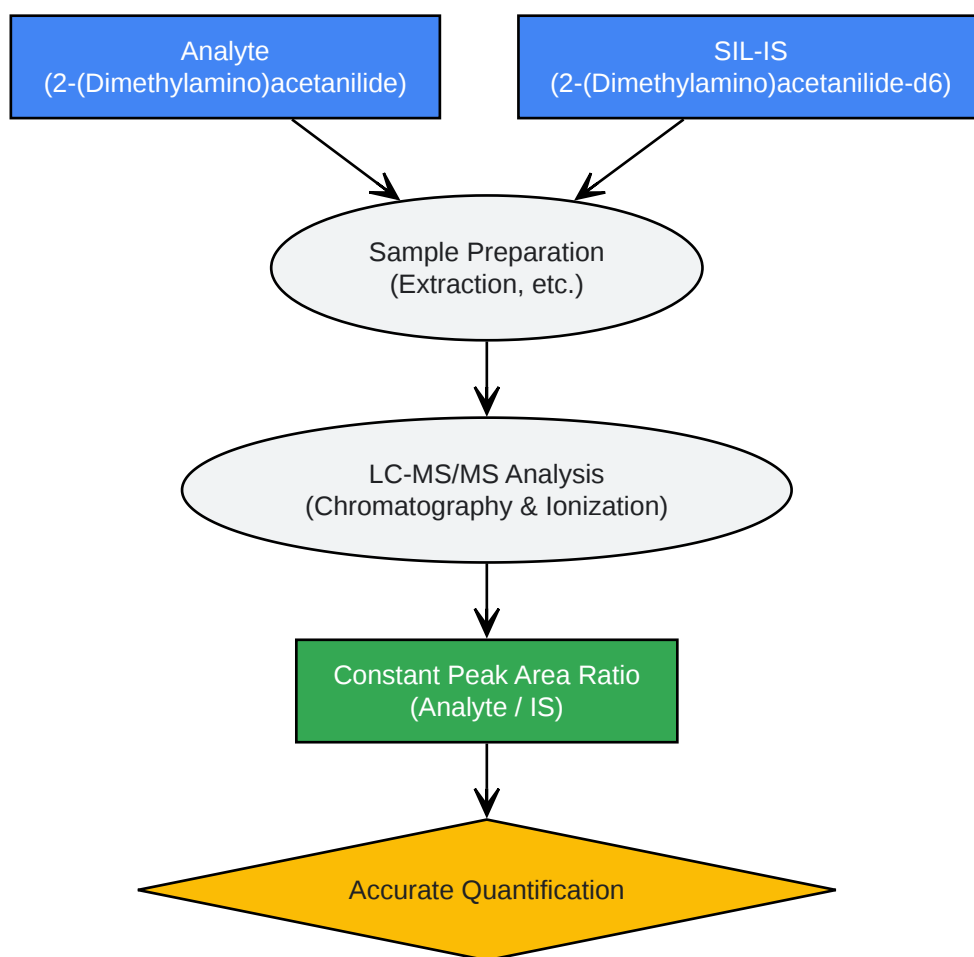 Analyte
(2-(Dimethylamino)acetanilide)
SIL-IS
(2-(Dimethylamino)acetanilide-d6)
Sample Preparation
(Extraction, etc.)
LC-MS/MS Analysis
(Chromatography & Ionization)
Constant Peak Area Ratio
(Analyte / IS)
Accurate Quantification